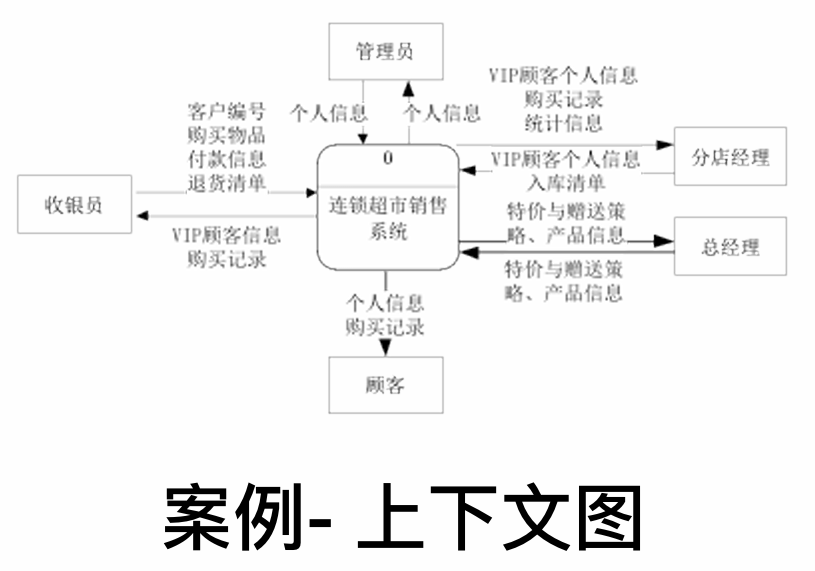 管理员
个人信息
个人信息
VIP顾客个人信息
购买记录
统计信息
客户编号
购买物品
付款信息
退货清单
0
连锁超市销售
系统
分店经理
VIP顾客个人信息
入库清单
收银员
VIP顾客信息
购买记录
特价与赠送策
略、产品信息
总经理
特价与赠送策
略、产品信息
个人信息
购买记录
顾客
案例- 上下文图